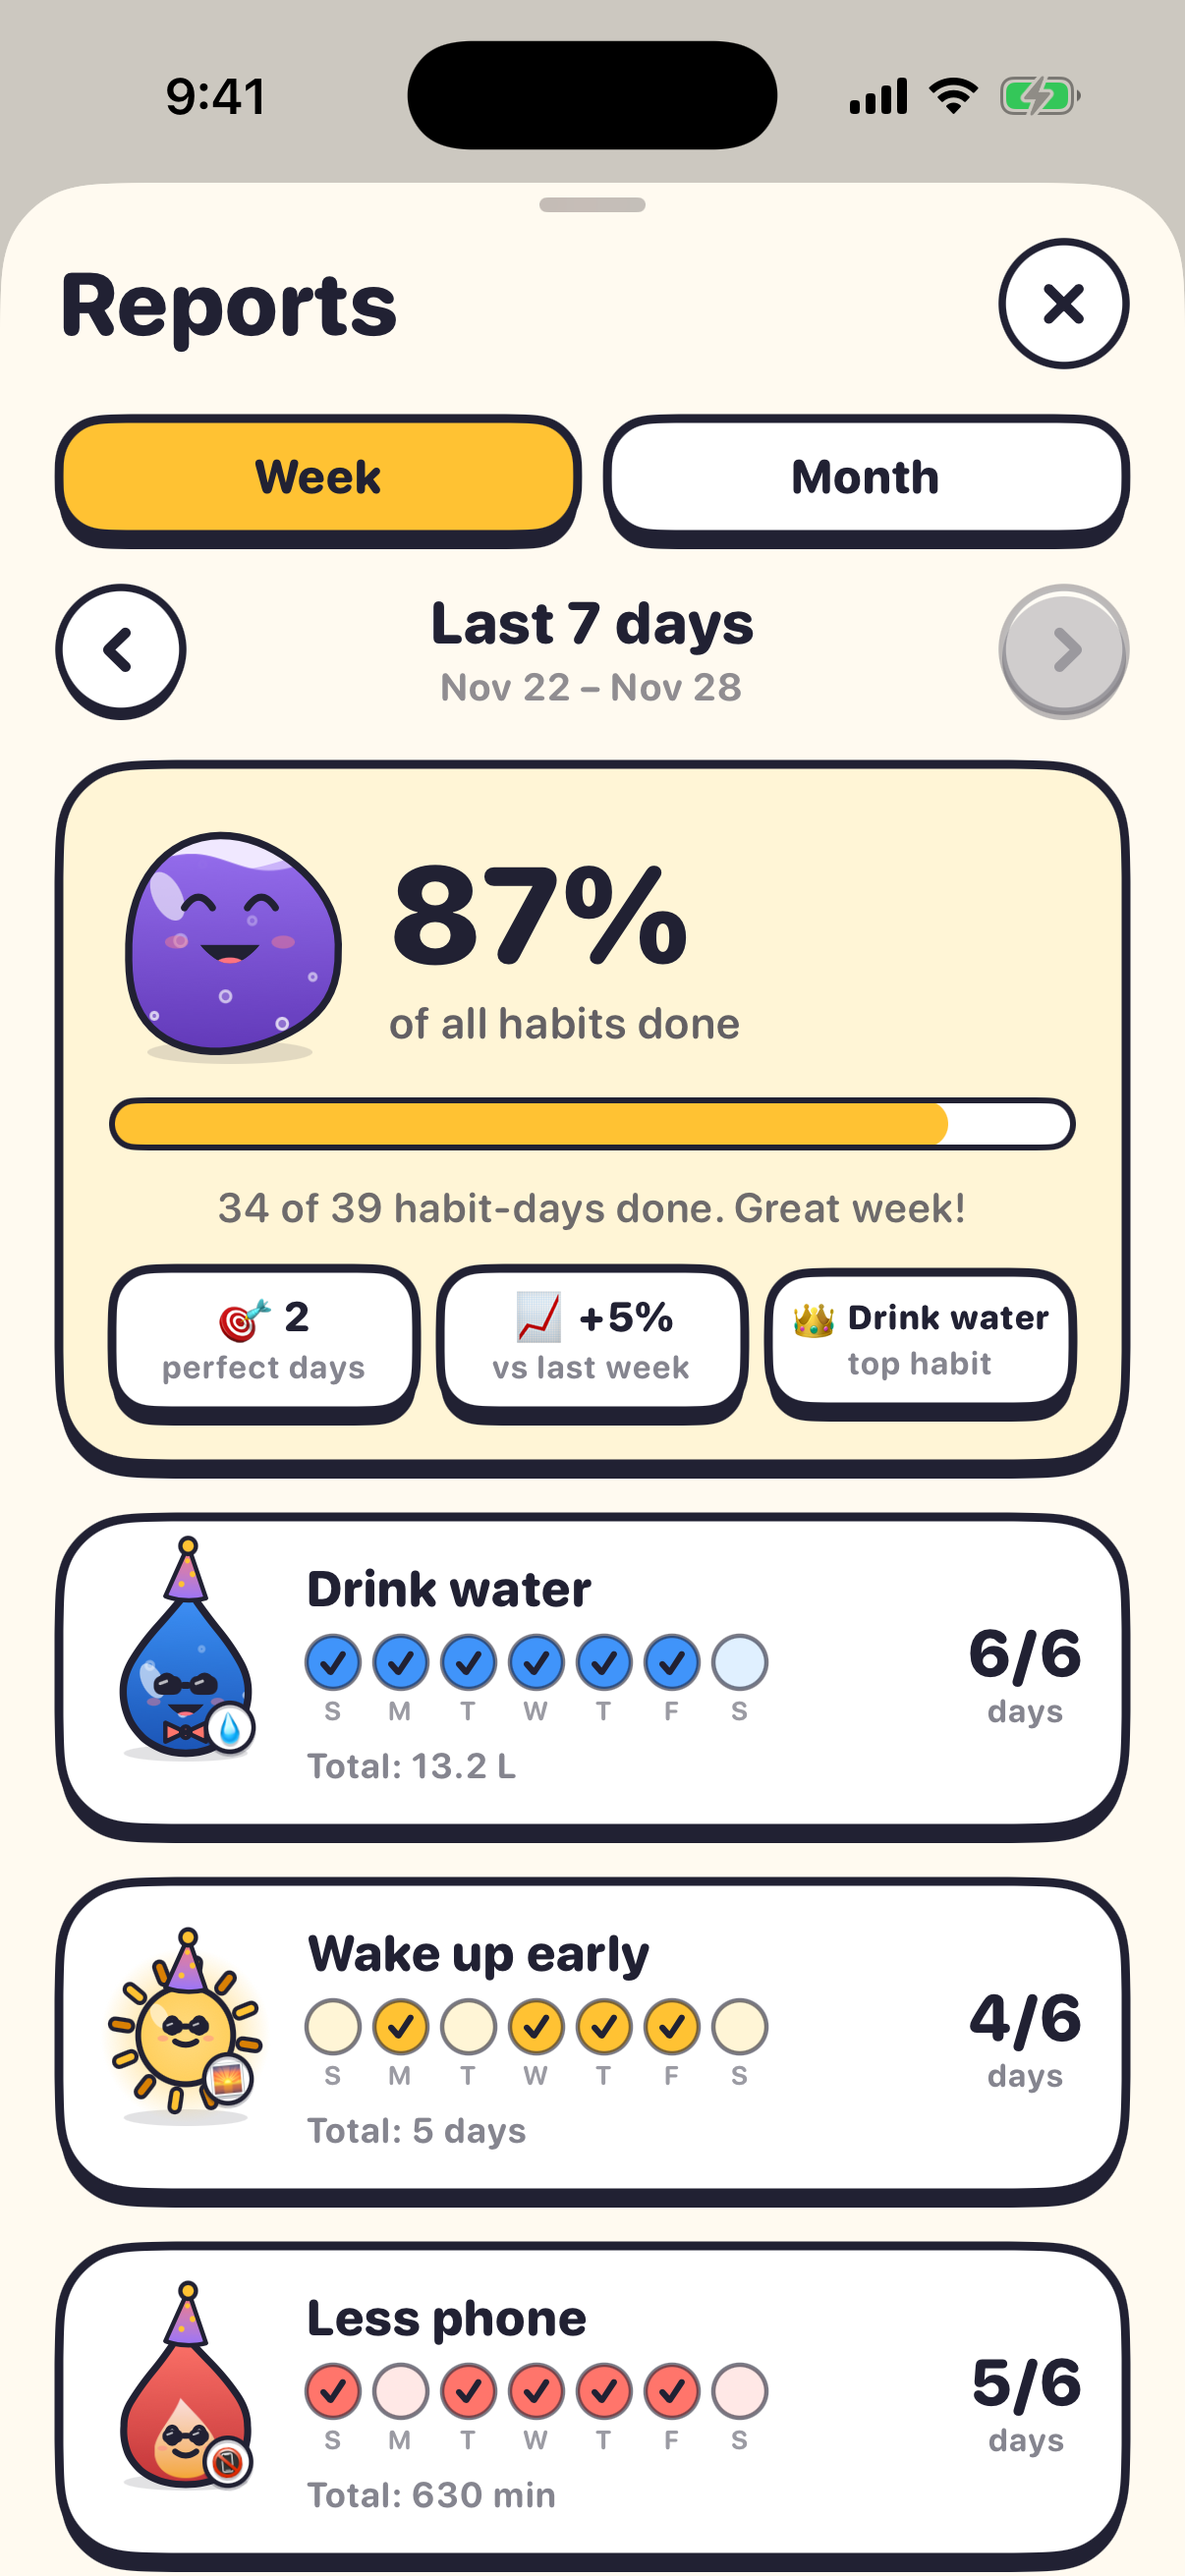 9:41
Reports
Week
Month
Last 7 days
Nov 22 – Nov 28
87%
of all habits done
34 of 39 habit-days done. Great week!
2
perfect days
+5%
vs last week
Drink water
top habit
Drink water
S M T W T F S
Total: 13.2 L
6/6
days
Wake up early
S M T W T F S
Total: 5 days
4/6
days
Less phone
S M T W T F S
Total: 630 min
5/6
days